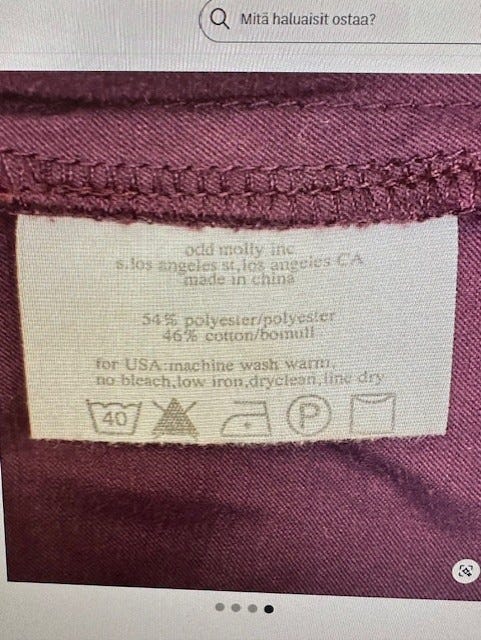 Mitä haluaisit ostaa?
odd molly inc
s.los angeles st,los angeles CA
made in china
54% polyester/polyester
46% cotton/bomull
for USA:machine wash warm,
no bleach,low iron,dryclean,line dry
40
P